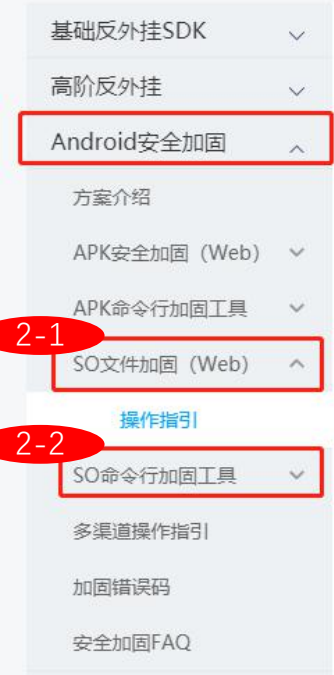 基础反外挂SDK
高阶反外挂
Android安全加固
方案介绍
APK安全加固（Web）
APK命令行加固工具
2-1
SO文件加固（Web）
操作指引
2-2
SO命令行加固工具
多渠道操作指引
加固错误码
安全加固FAQ